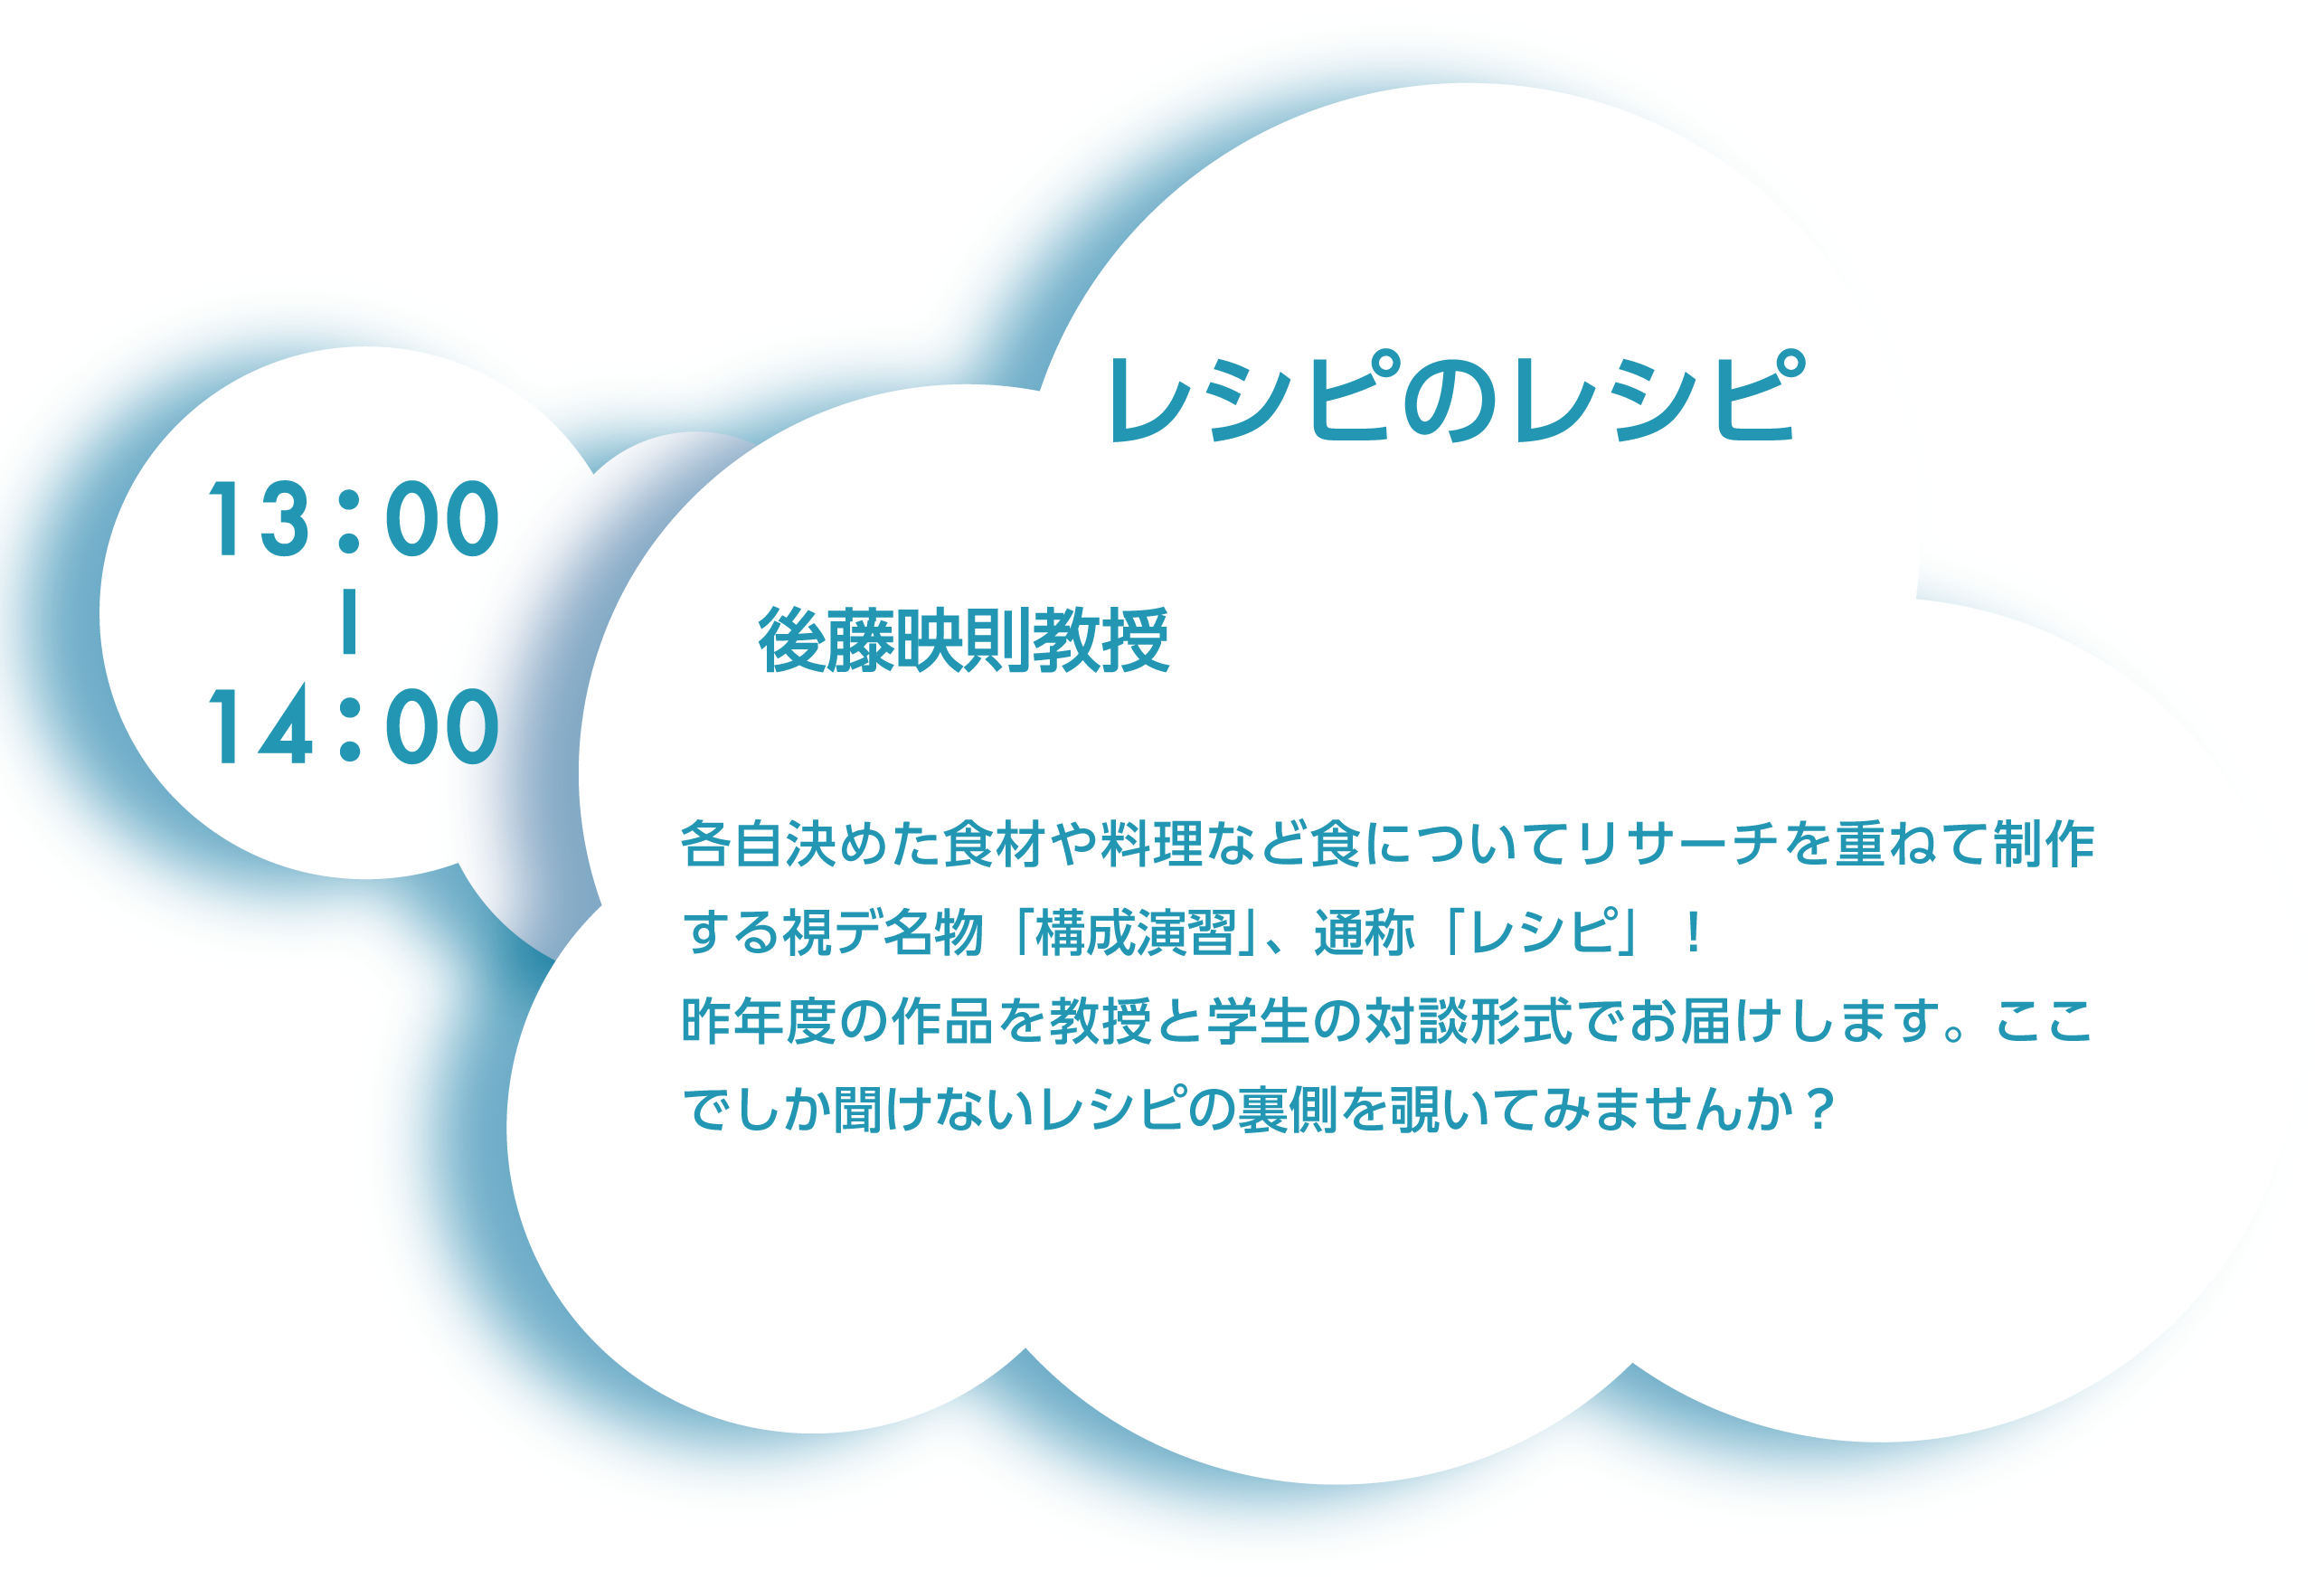 レシピのレシピ
13:00
|
14:00
後藤映則教授
各自決めた食材や料理など食についてリサーチを重ねて制作
する視デ名物「構成演習」、通称「レシピ」！
昨年度の作品を教授と学生の対談形式でお届けします。ここ
でしか聞けないレシピの裏側を覗いてみませんか？